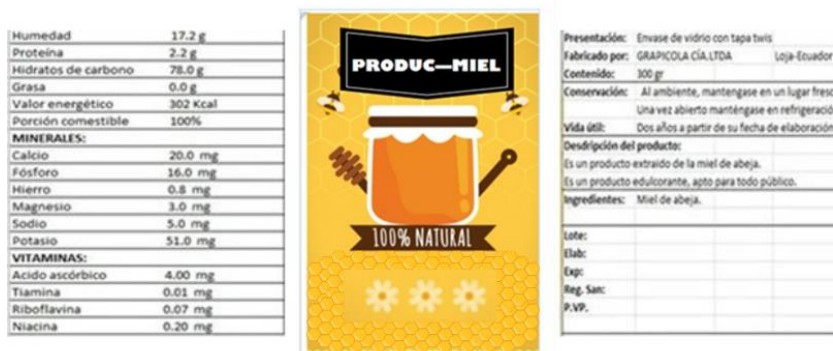 Humedad 17.2 g
Proteína 2.2 g
Hidratos de carbono 78.0 g
Grasa 0.0 g
Valor energético 302 Kcal
Porción comestible 100%
MINERALES:
Calcio 20.0 mg
Fósforo 16.0 mg
Hierro 0.8 mg
Magnesio 3.0 mg
Sodio 5.0 mg
Potasio 51.0 mg
VITAMINAS:
Acido ascórbico 4.00 mg
Tiamina 0.01 mg
Riboflavina 0.07 mg
Niacina 0.20 mg
PRODUC—MIEL
100% NATURAL
Presentación: Envase de vidrio con tapa twis
Fabricado por: GRAPICOLA CÍA.LTDA Loja-Ecuador
Contenido: 300 gr
Conservación: Al ambiente, mantengase en un lugar fresc
Una vez abierto manténgase en refrigeració
Vida útil: Dos años a partir de su fecha de elaboración
Desdripción del producto:
Es un producto extraido de la miel de abeja.
Es un producto edulcorante, apto para todo público.
Ingredientes: Miel de abeja.
Lote:
Elab:
Exp:
Reg. San:
P.VP.